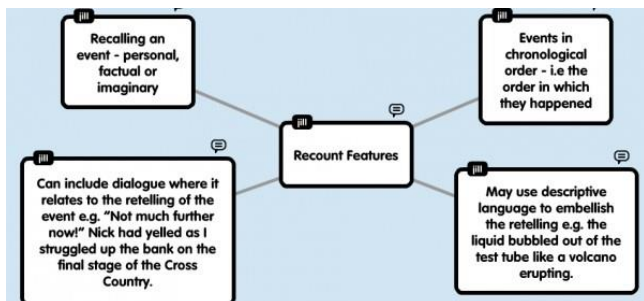 jill
Recalling an
event - personal,
factual or
imaginary
jill
Events in
chronological
order - i.e the
order in which
they happened
jill
Recount Features
jill
Can include dialogue where it
relates to the retelling of the
event e.g. “Not much further
now!” Nick had yelled as I
struggled up the bank on the
final stage of the Cross
Country.
jill
May use descriptive
language to embellish
the retelling e.g. the
liquid bubbled out of the
test tube like a volcano
erupting.